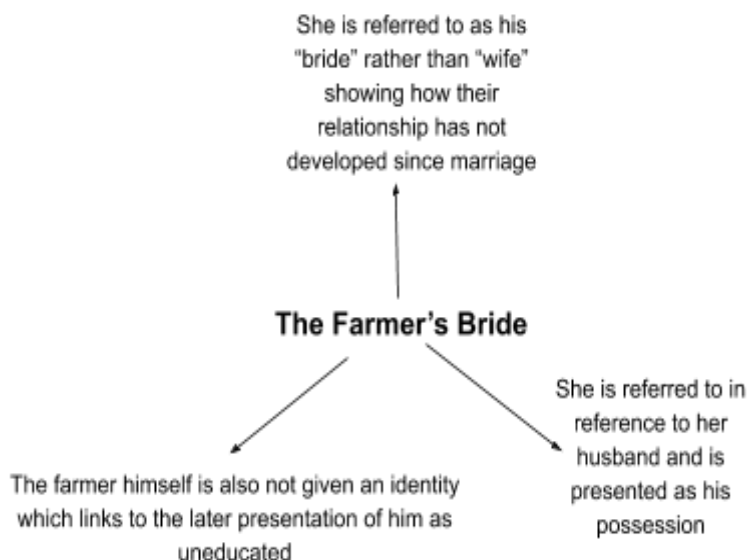 She is referred to as his
“bride” rather than “wife”
showing how their
relationship has not
developed since marriage
The Farmer’s Bride
She is referred to in
reference to her
husband and is
presented as his
possession
The farmer himself is also not given an identity
which links to the later presentation of him as
uneducated